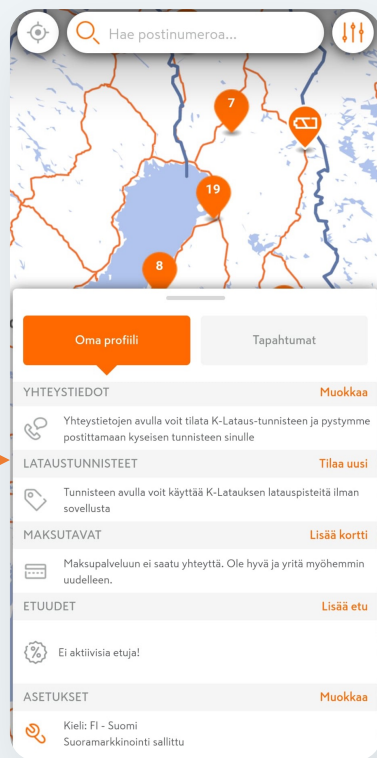 Hae postinumeroa...
7
19
8
Oma profiili
Tapahtumat
YHTEYSTIEDOT
Muokkaa
Yhteystietojen avulla voit tilata K-Lataus-tunnisteen ja pystymme
postittamaan kyseisen tunnisteen sinulle
LATAUSTUNNISTEET
Tilaa uusi
Tunnisteen avulla voit käyttää K-Latauksen latauspisteitä ilman
sovellusta
MAKSUTAVAT
Lisää kortti
Maksupalveluun ei saatu yhteyttä. Ole hyvä ja yritä myöhemmin
uudelleen.
ETUUDET
Lisää etu
Ei aktiivisia etuja!
ASETUKSET
Muokkaa
Kieli: FI - Suomi
Suoramarkkinointi sallittu